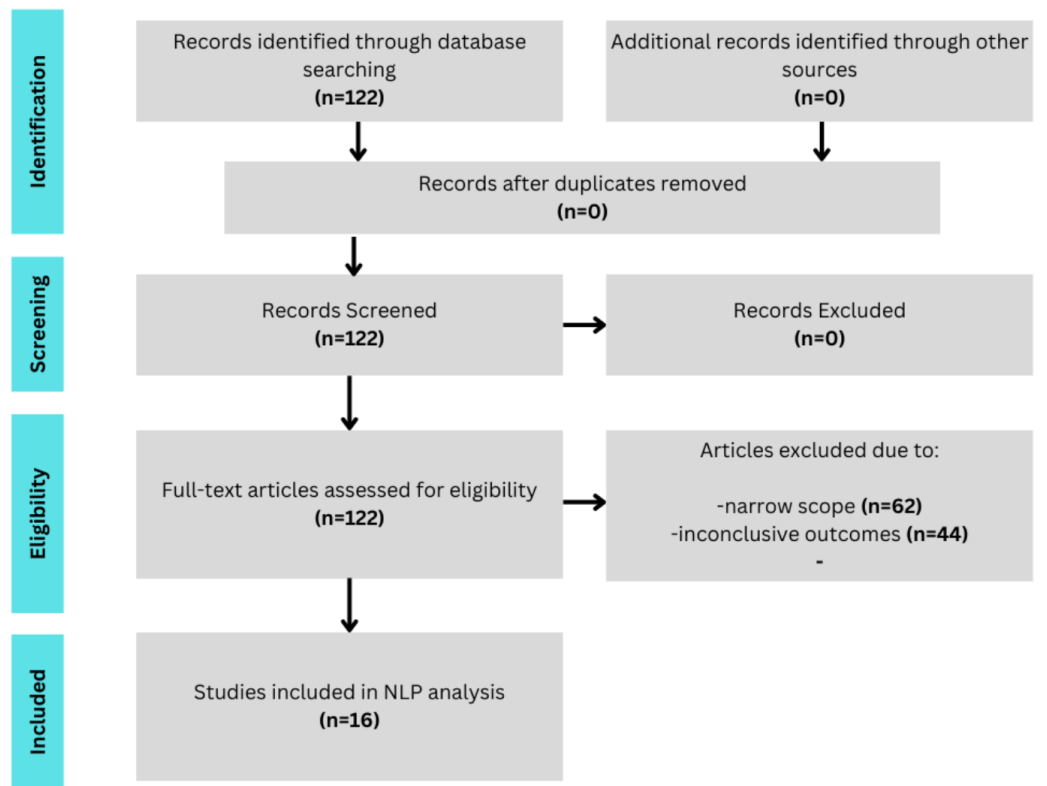 Identification
Records identified through database
searching
(n=122)
Additional records identified through other
sources
(n=0)
Records after duplicates removed
(n=0)
Screening
Records Screened
(n=122)
Records Excluded
(n=0)
Eligibility
Full-text articles assessed for eligibility
(n=122)
Articles excluded due to:
-narrow scope (n=62)
-inconclusive outcomes (n=44)
-
Included
Studies included in NLP analysis
(n=16)